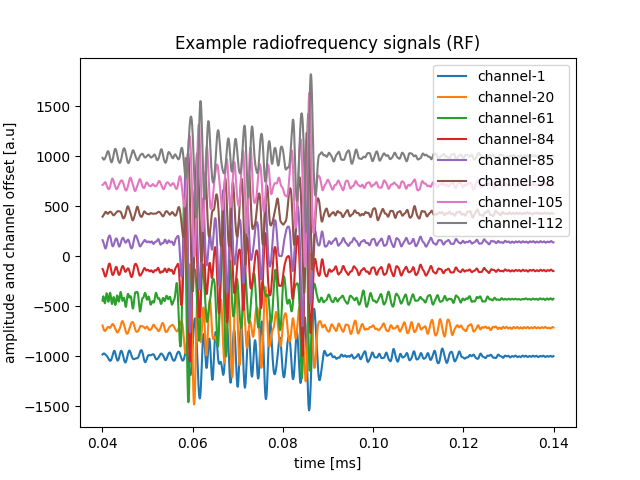 Example radiofrequency signals (RF)
amplitude and channel offset [a.u]
1500
1000
500
0
−500
−1000
−1500
channel-1
channel-20
channel-61
channel-84
channel-85
channel-98
channel-105
channel-112
0.04 0.06 0.08 0.10 0.12 0.14
time [ms]